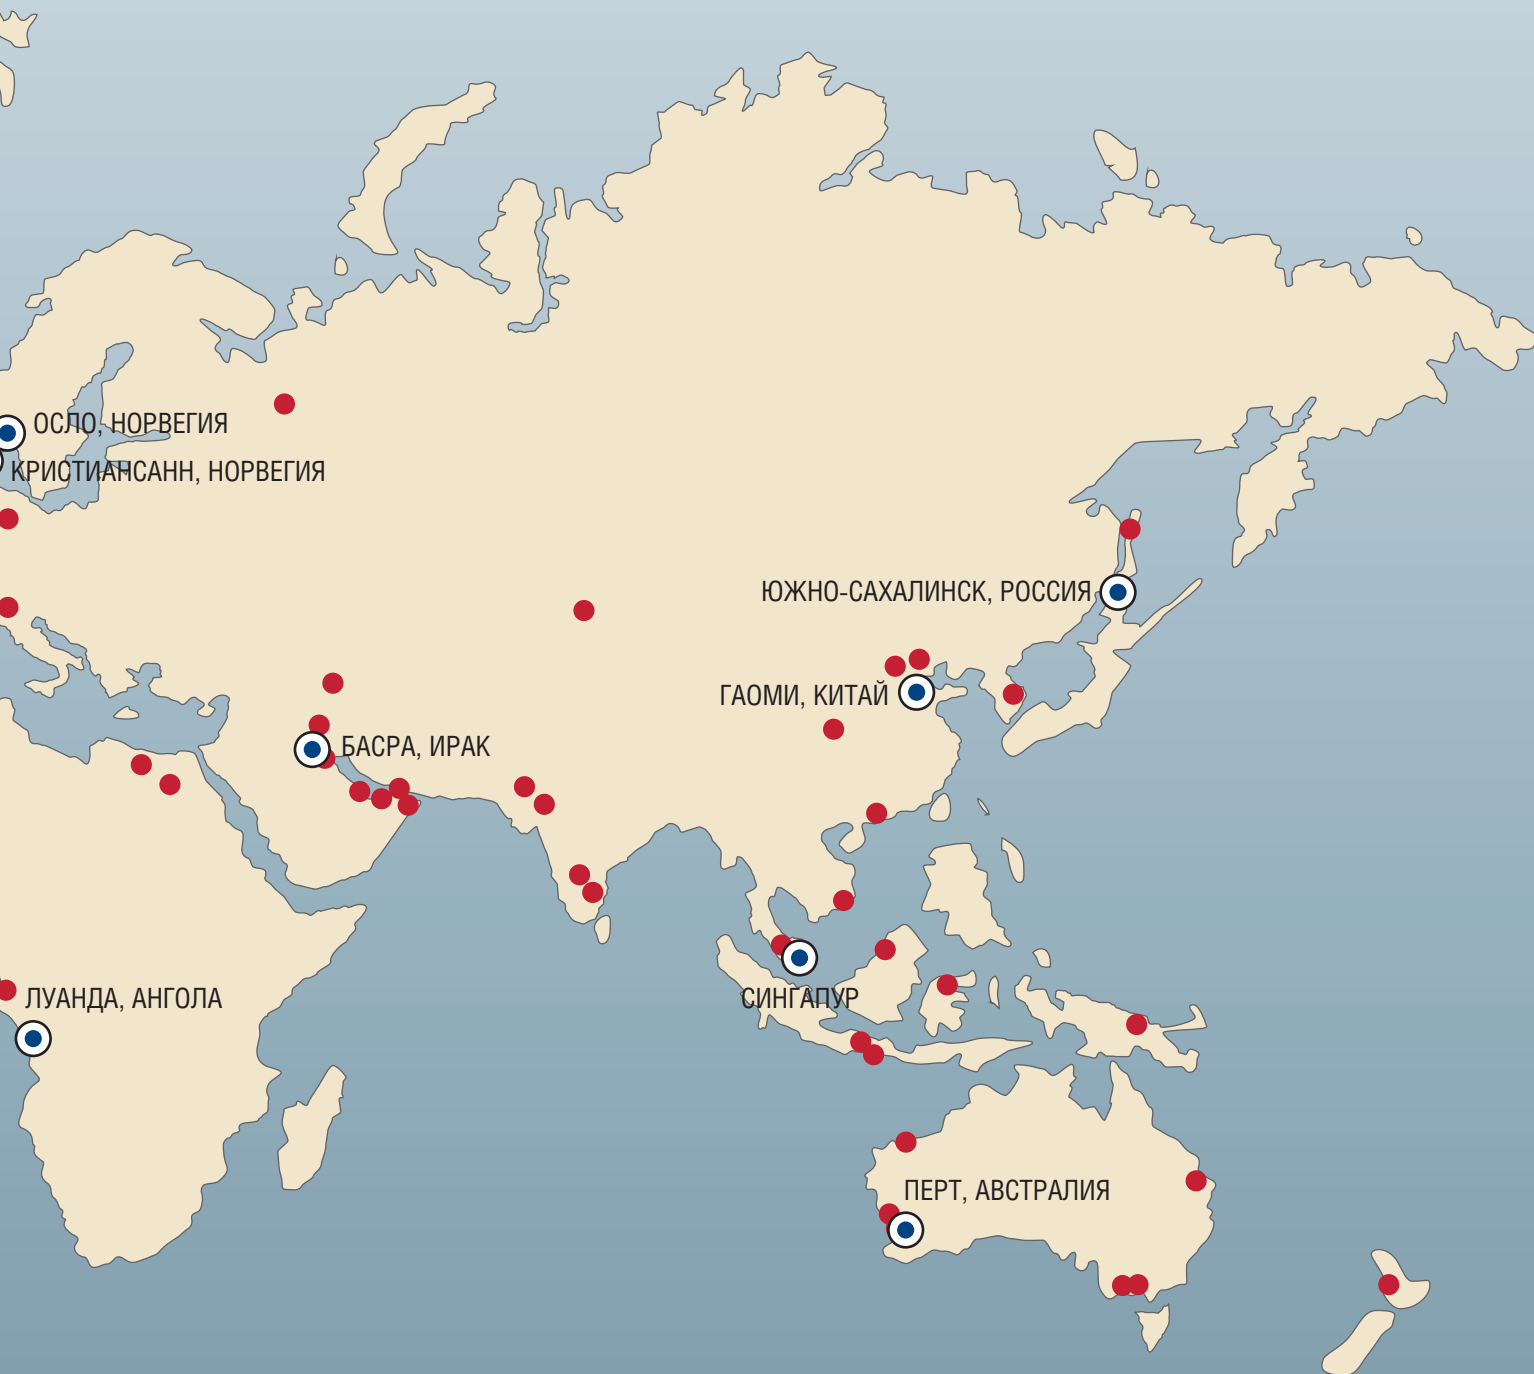 ОСЛО, НОРВЕГИЯ
КРИСТИАНСАНН, НОРВЕГИЯ
ЮЖНО-САХАЛИНСК, РОССИЯ
ГАОМИ, КИТАЙ
БАСРА, ИРАК
ЛУАНДА, АНГОЛА
СИНГАПУР
ПЕРТ, АВСТРАЛИЯ